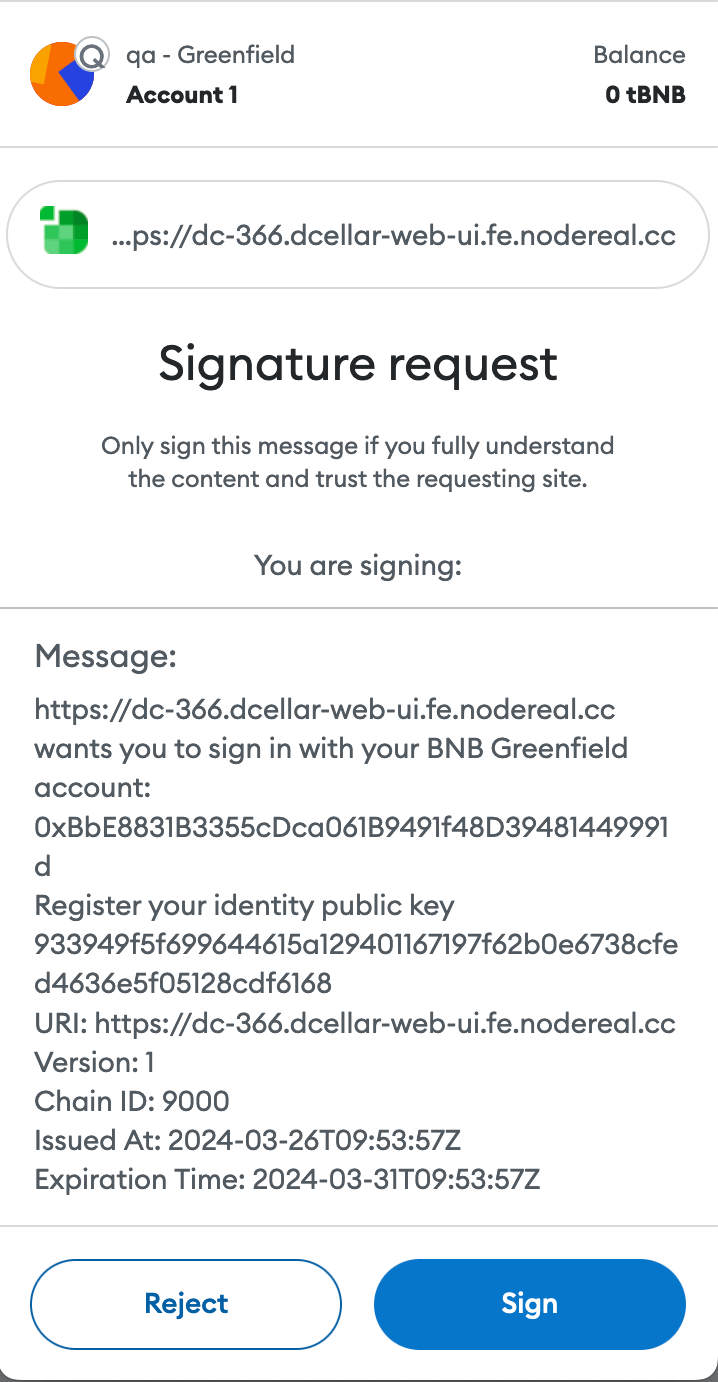 qa - Greenfield
Account 1
Balance
0 tBNB
...ps://dc-366.dcellar-web-ui.fe.nodereal.cc
Signature request
Only sign this message if you fully understand
the content and trust the requesting site.
You are signing:
Message:
https://dc-366.dcellar-web-ui.fe.nodereal.cc
wants you to sign in with your BNB Greenfield
account:
0xBbE8831B3355cDca061B9491f48D39481449991
d
Register your identity public key
933949f5f699644615a129401167197f62b0e6738cfe
d4636e5f05128cdf6168
URI: https://dc-366.dcellar-web-ui.fe.nodereal.cc
Version: 1
Chain ID: 9000
Issued At: 2024-03-26T09:53:57Z
Expiration Time: 2024-03-31T09:53:57Z
Reject
Sign